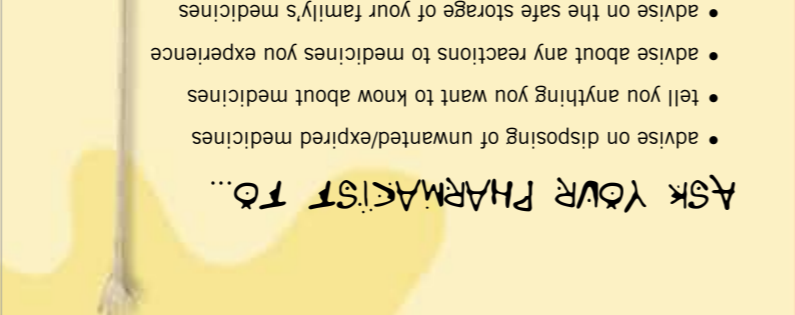 ASK YOUR PHARMACIST TO...
• advise on disposing of unwanted/expired medicines
• tell you anything you want to know about medicines
• advise about any reactions to medicines you experience
• advise on the safe storage of your family's medicines